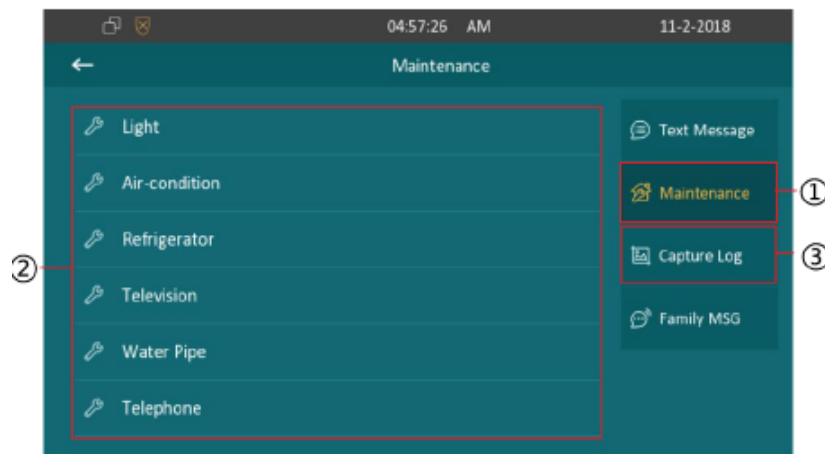 04:57:26 AM 11-2-2018
Maintenance
Light
Air-condition
Refrigerator
Television
Water Pipe
Telephone
Text Message
Maintenance
Capture Log
Family MSG
①
②
③